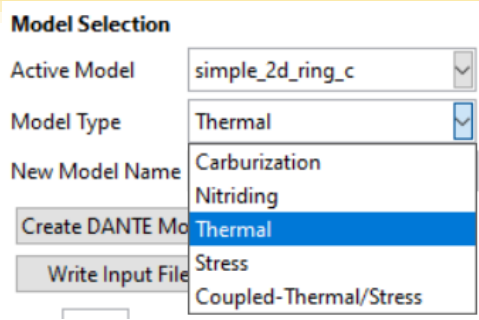 Model Selection
Active Model simple_2d_ring_c
Model Type Thermal
Carburization
New Model Name
Nitriding
Create DANTE Mo
Thermal
Stress
Write Input File
Coupled-Thermal/Stress